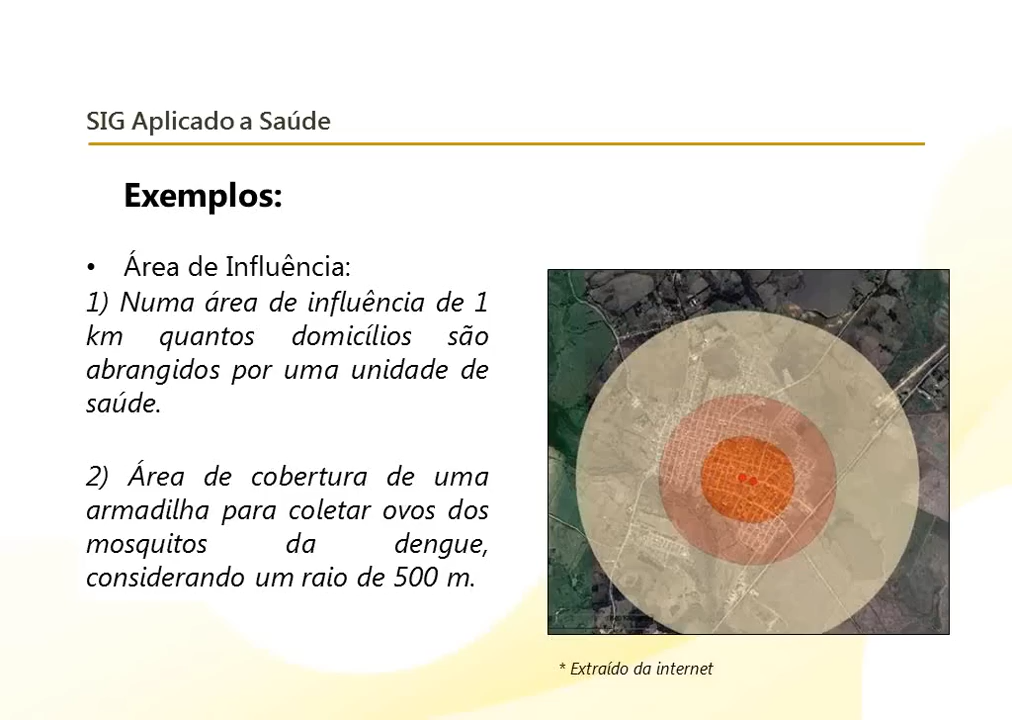 SIG Aplicado a Saúde
Exemplos:
• Área de Influência:
1) Numa área de influência de 1
km quantos domicílios são
abrangidos por uma unidade de
saúde.
2) Área de cobertura de uma
armadilha para coletar ovos dos
mosquitos da dengue,
considerando um raio de 500 m.
* Extraído da internet